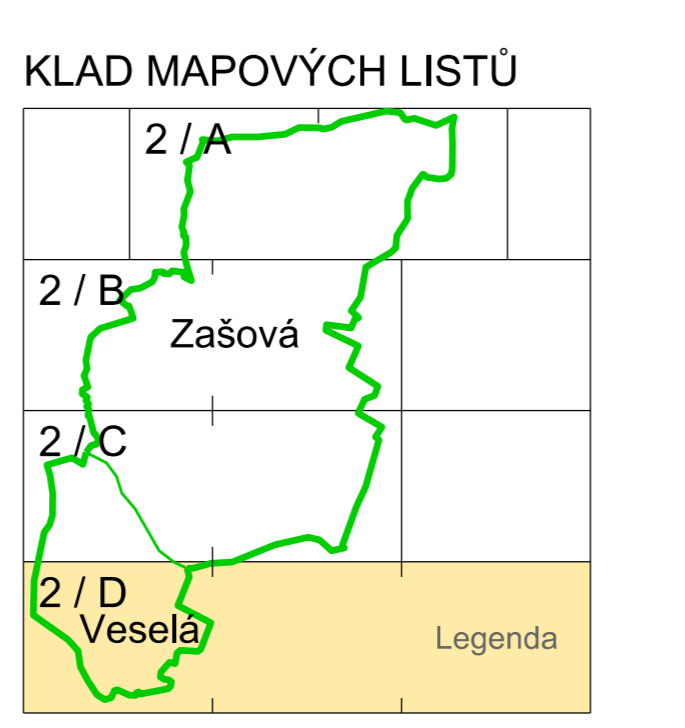 KLAD MAPOVÝCH LISTŮ
2 / A
2 / B
Zašová
2 / C
2 / D
Veselá
Legenda